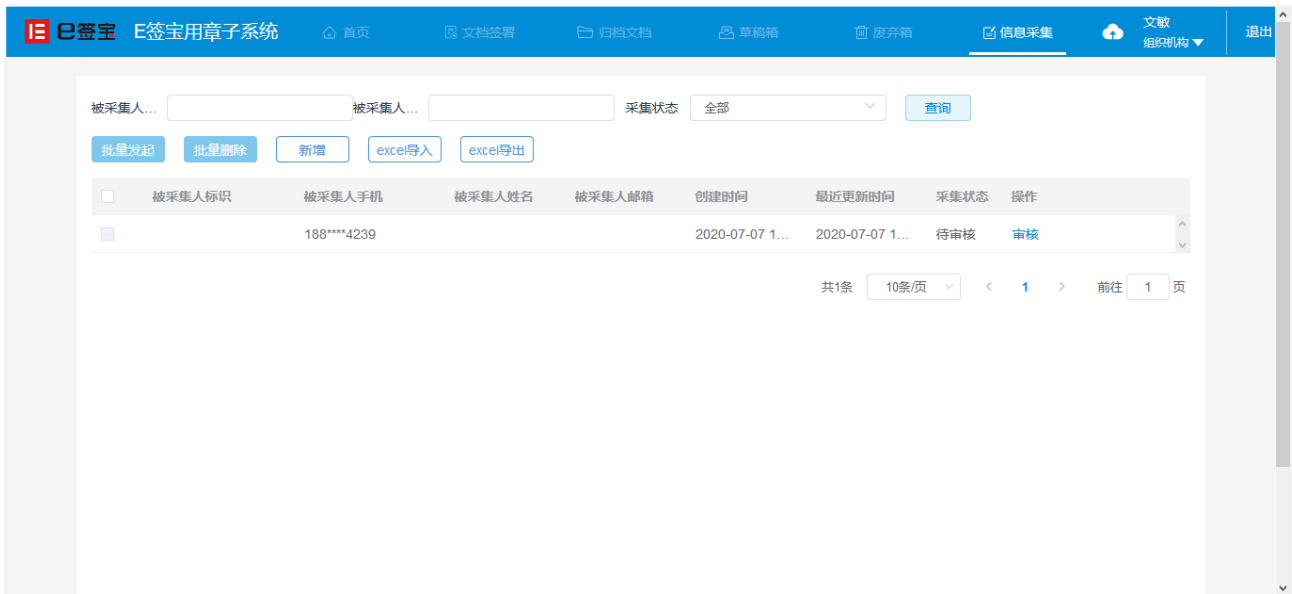 e签宝 E签宝用章子系统 首页 文档签署 归档文档 草稿箱 废弃箱 信息采集 文敏 退出
组织机构
被采集人... 被采集人... 采集状态 全部 查询
批量发起 批量删除 新增 excel导入 excel导出
被采集人标识 被采集人手机 被采集人姓名 被采集人邮箱 创建时间 最近更新时间 采集状态 操作
188****4239 2020-07-07 1... 2020-07-07 1... 待审核 审核
共1条 10条/页 1 前往 1 页